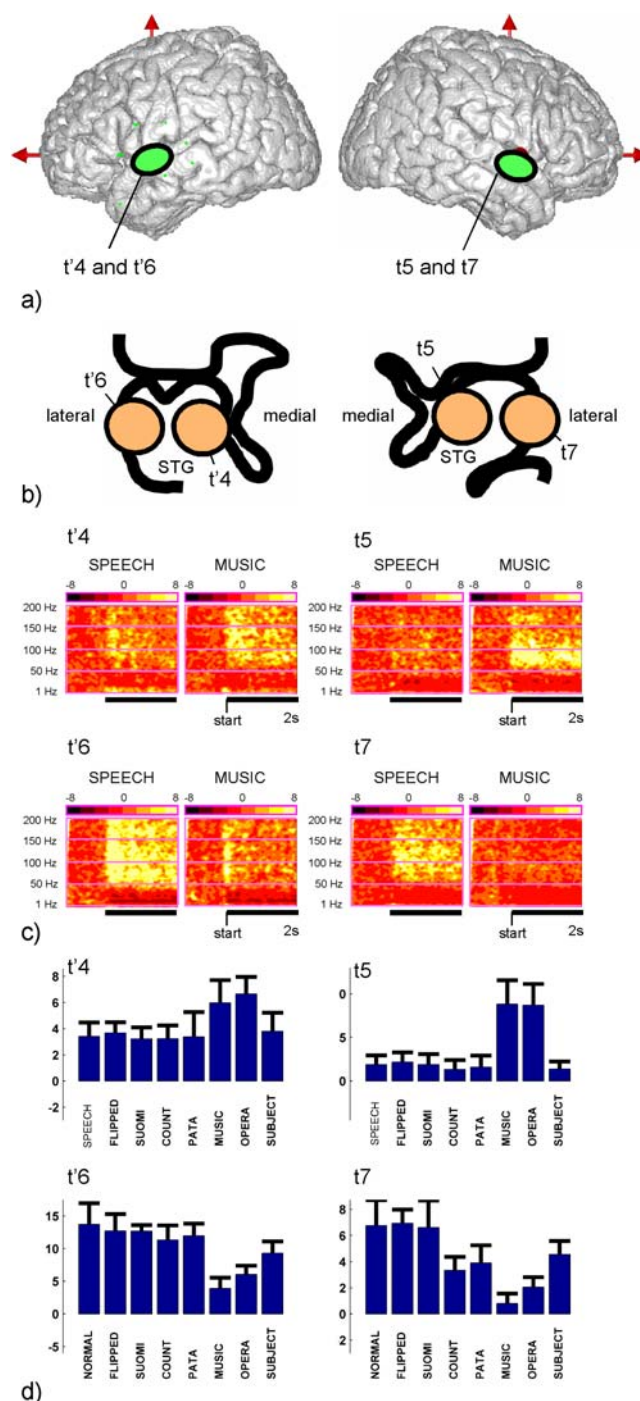 a)
t'4 and t'6
t5 and t7
b)
t'6
lateral
STG
t'4
medial
t5
medial
STG
lateral
t7
c)
t'4
SPEECH
MUSIC
-8 0 8
-8 0 8
200 Hz
150 Hz
100 Hz
50 Hz
1 Hz
start 2s
t5
SPEECH
MUSIC
-8 0 8
-8 0 8
200 Hz
150 Hz
100 Hz
50 Hz
1 Hz
start 2s
t'6
SPEECH
MUSIC
-8 0 8
-8 0 8
200 Hz
150 Hz
100 Hz
50 Hz
1 Hz
start 2s
t7
SPEECH
MUSIC
-8 0 8
-8 0 8
200 Hz
150 Hz
100 Hz
50 Hz
1 Hz
start 2s
d)
t'4
8
6
4
2
0
-2
SPEECH
FLIPPED
SUOMI
COUNT
PATA
MUSIC
OPERA
SUBJECT
t5
0
5
0
SPEECH
FLIPPED
SUOMI
COUNT
PATA
MUSIC
OPERA
SUBJECT
t'6
15
10
5
0
-5
NORMAL
FLIPPED
SUOMI
COUNT
PATA
MUSIC
OPERA
SUBJECT
t7
8
6
4
2
0
2
NORMAL
FLIPPED
SUOMI
COUNT
PATA
MUSIC
OPERA
SUBJECT